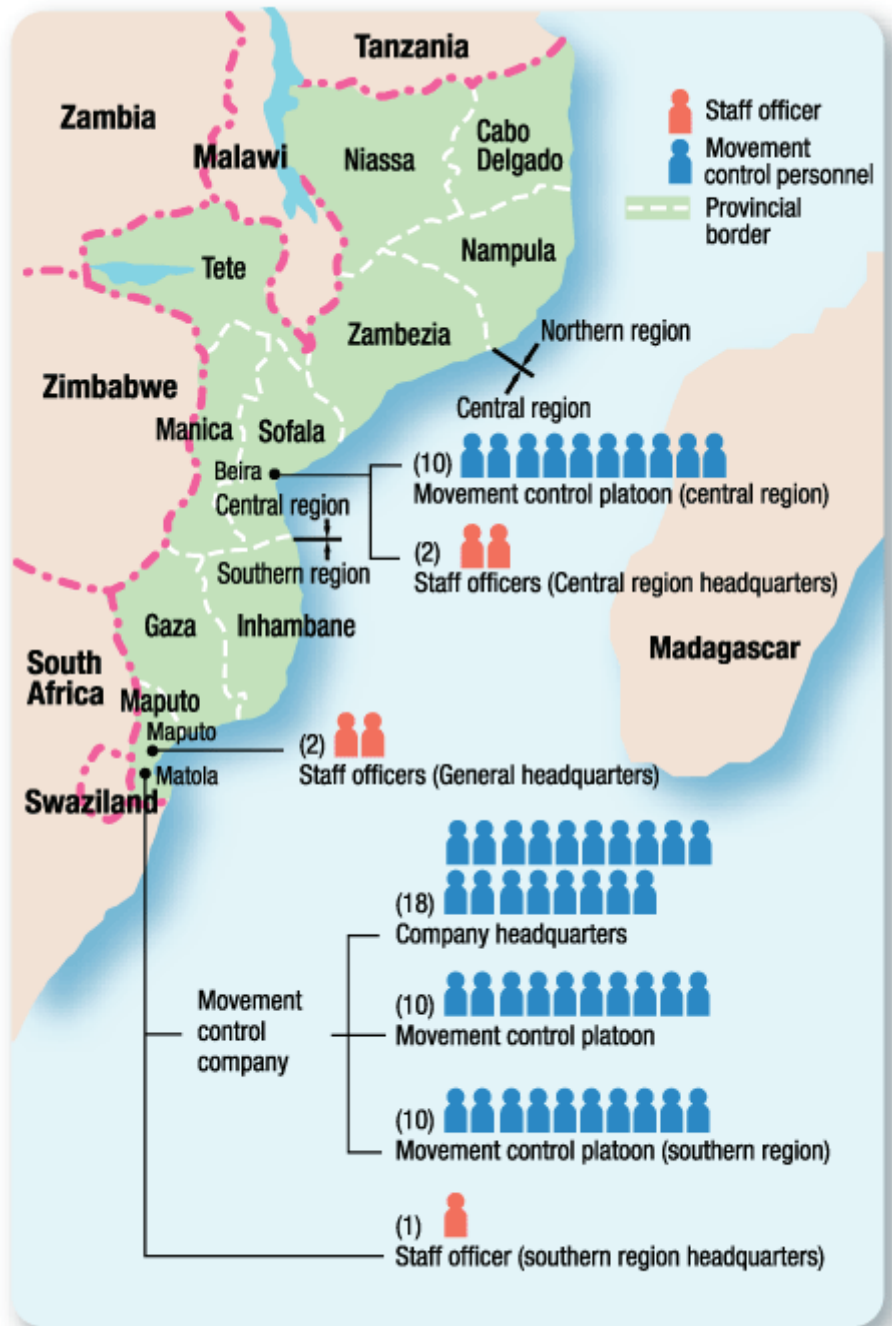 Tanzania
Zambia
Malawi
Niassa
Cabo
Delgado
Staff officer
Movement
control personnel
Provincial
border
Nampula
Tete
Zambezia
Northern region
Central region
Zimbabwe
Manica
Sofala
Beira
(10)
Movement control platoon (central region)
Central region
Southern region
(2)
Staff officers (Central region headquarters)
Gaza
Inhambane
Madagascar
South
Africa
Maputo
Maputo
(2)
Staff officers (General headquarters)
Matola
Swaziland
(18)
Company headquarters
Movement
control
company
(10)
Movement control platoon
(10)
Movement control platoon (southern region)
(1)
Staff officer (southern region headquarters)